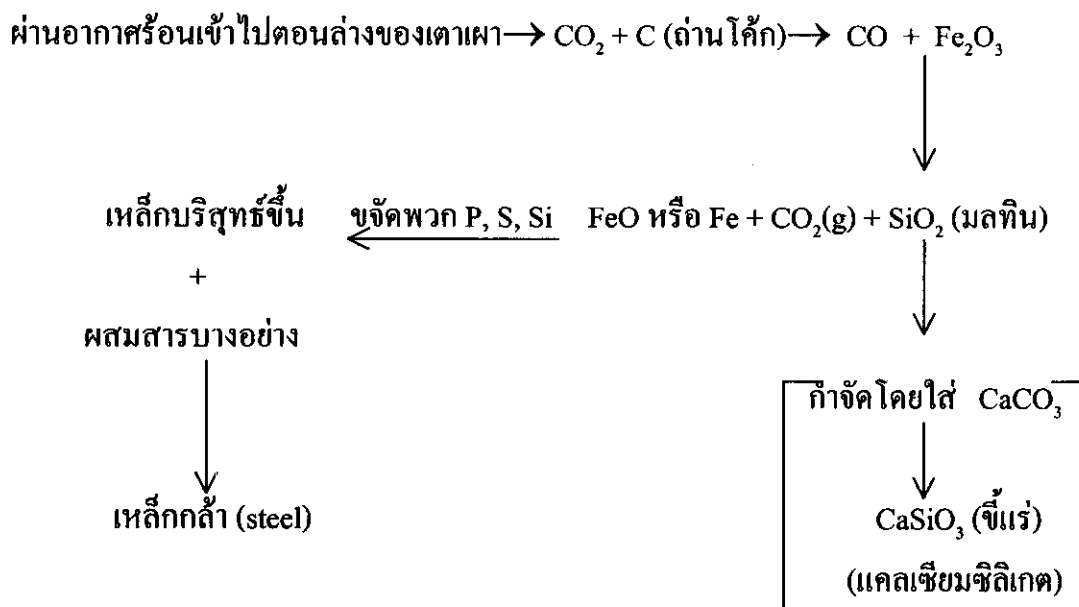 ผ่านอากาศร้อนเข้าไปตอนล่างของเตาเผา→ CO₂ + C (ถ่านโค้ก)→ CO + Fe₂O₃
เหล็กบริสุทธ์ขึ้น ขจัดพวก P, S, Si FeO หรือ Fe + CO₂(g) + SiO₂ (มลทิน)
+
ผสมสารบางอย่าง
กำจัดโดยใส่ CaCO₃
เหล็กกล้า (steel) CaSiO₃ (ขี้แร่)
(แคลเซียมซิลิเกต)